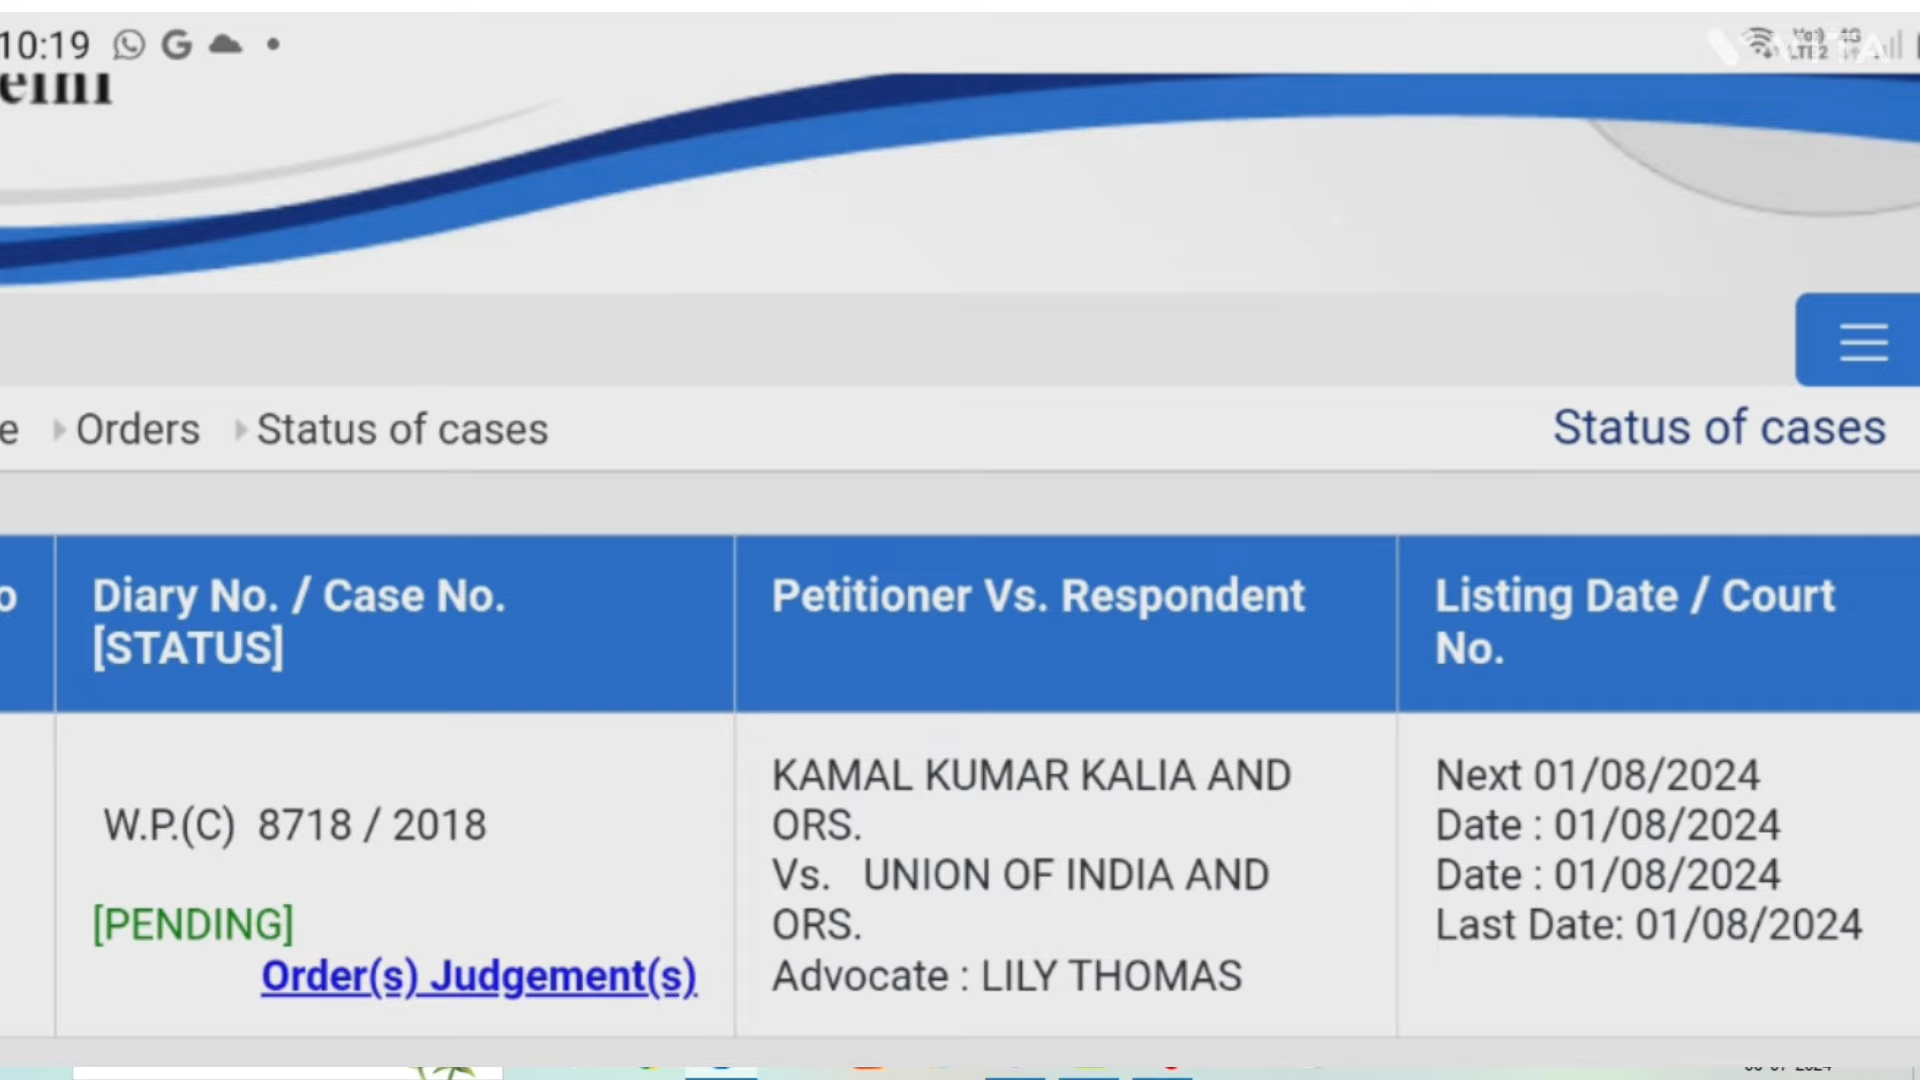 10:19
elhi
VITA
e Orders Status of cases
Status of cases
o
Diary No. / Case No.
[STATUS]
Petitioner Vs. Respondent
Listing Date / Court
No.
W.P.(C) 8718 / 2018
[PENDING]
Order(s) Judgement(s)
KAMAL KUMAR KALIA AND
ORS.
Vs. UNION OF INDIA AND
ORS.
Advocate : LILY THOMAS
Next 01/08/2024
Date : 01/08/2024
Date : 01/08/2024
Last Date: 01/08/2024